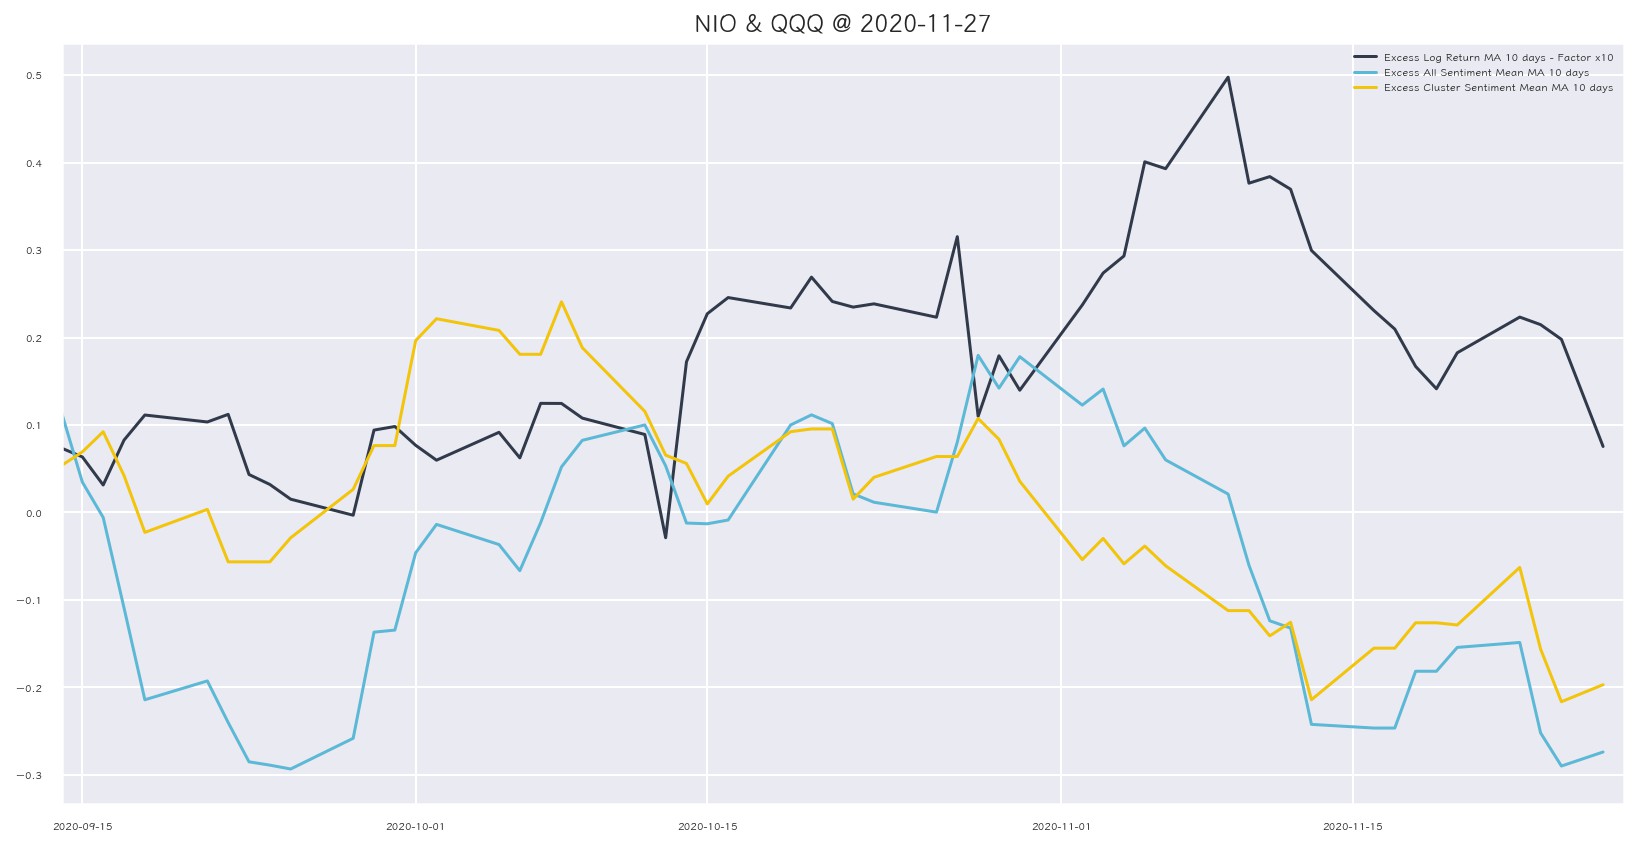 NIO & QQQ @ 2020-11-27
Excess Log Return MA 10 days - Factor x10
Excess All Sentiment Mean MA 10 days
Excess Cluster Sentiment Mean MA 10 days
0.5
0.4
0.3
0.2
0.1
0.0
−0.1
−0.2
−0.3
2020-09-15 2020-10-01 2020-10-15 2020-11-01 2020-11-15